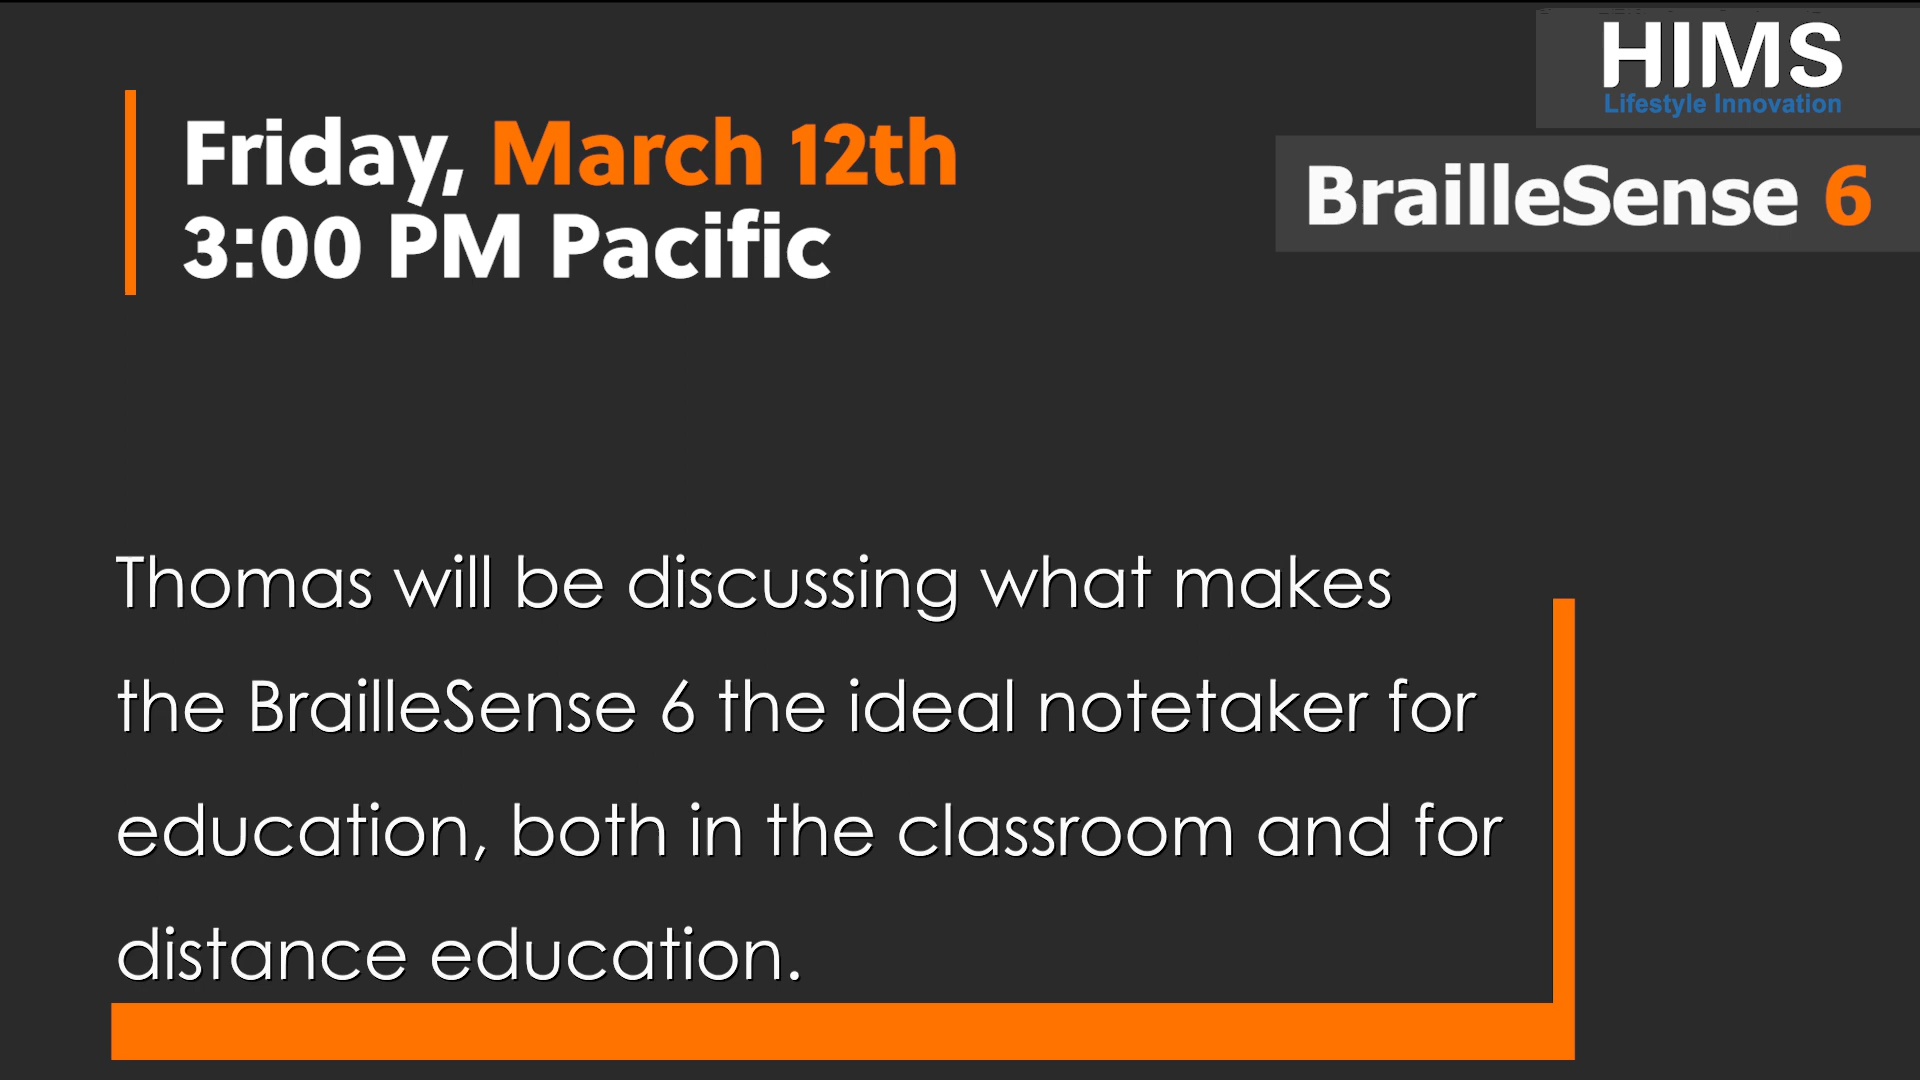 HIMS
Lifestyle Innovation
Friday, March 12th
3:00 PM Pacific
BrailleSense 6
Thomas will be discussing what makes
the BrailleSense 6 the ideal notetaker for
education, both in the classroom and for
distance education.